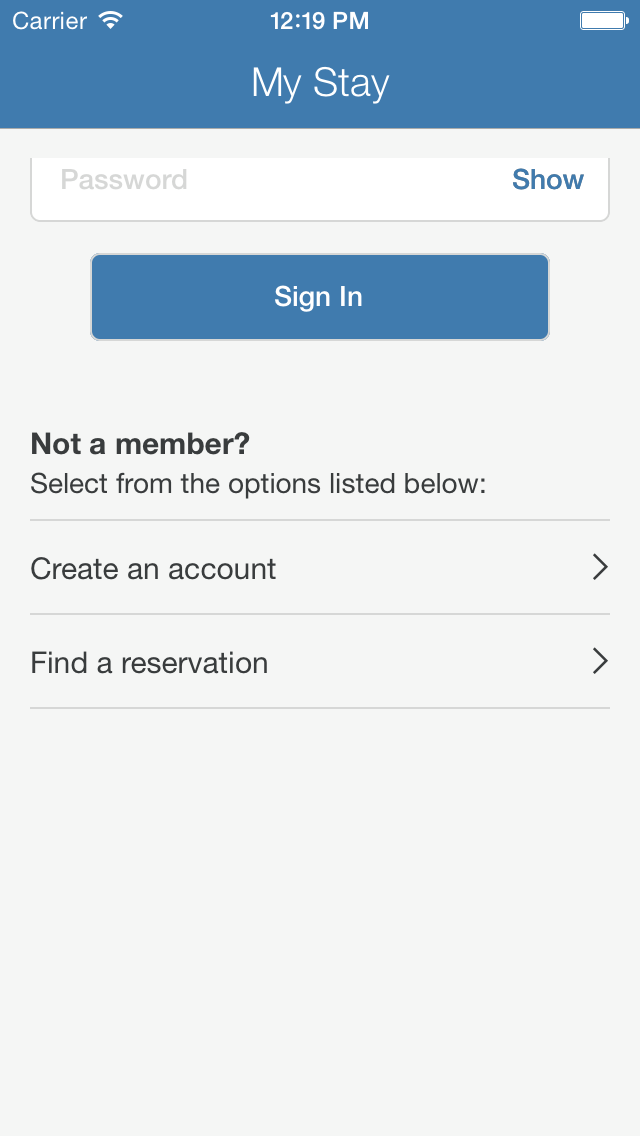 Carrier 12:19 PM
My Stay
Password Show
Sign In
Not a member?
Select from the options listed below:
Create an account
Find a reservation